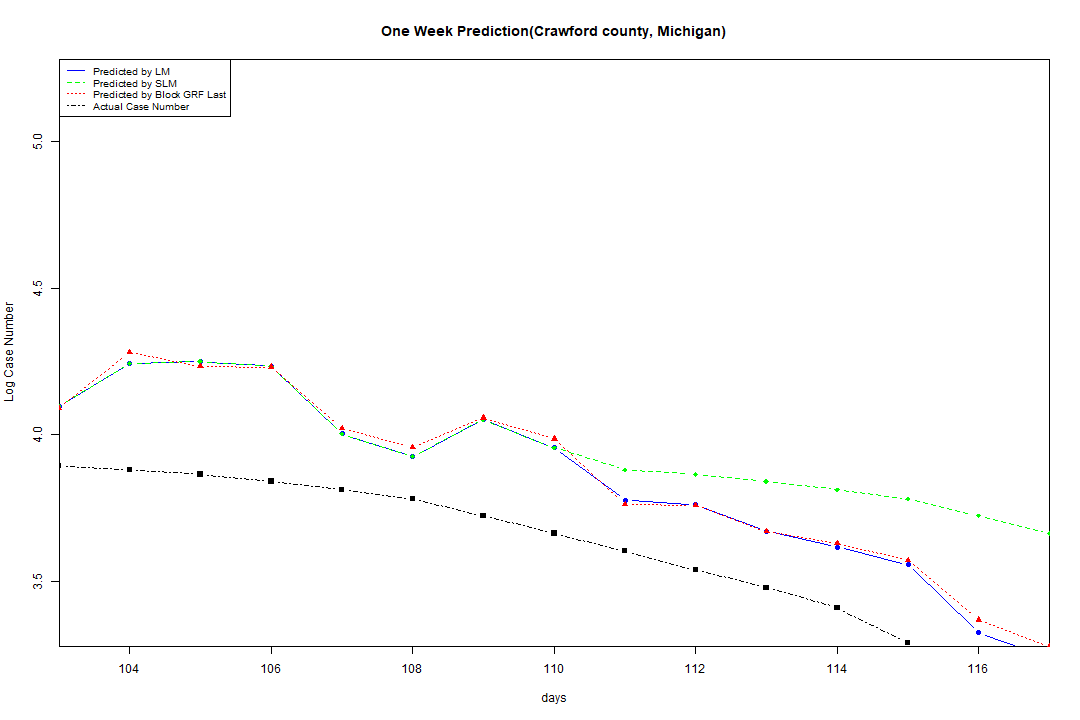 One Week Prediction(Crawford county, Michigan)
Predicted by LM
Predicted by SLM
Predicted by Block GRF Last
Actual Case Number
5.0
4.5
4.0
3.5
Log Case Number
104 106 108 110 112 114 116
days